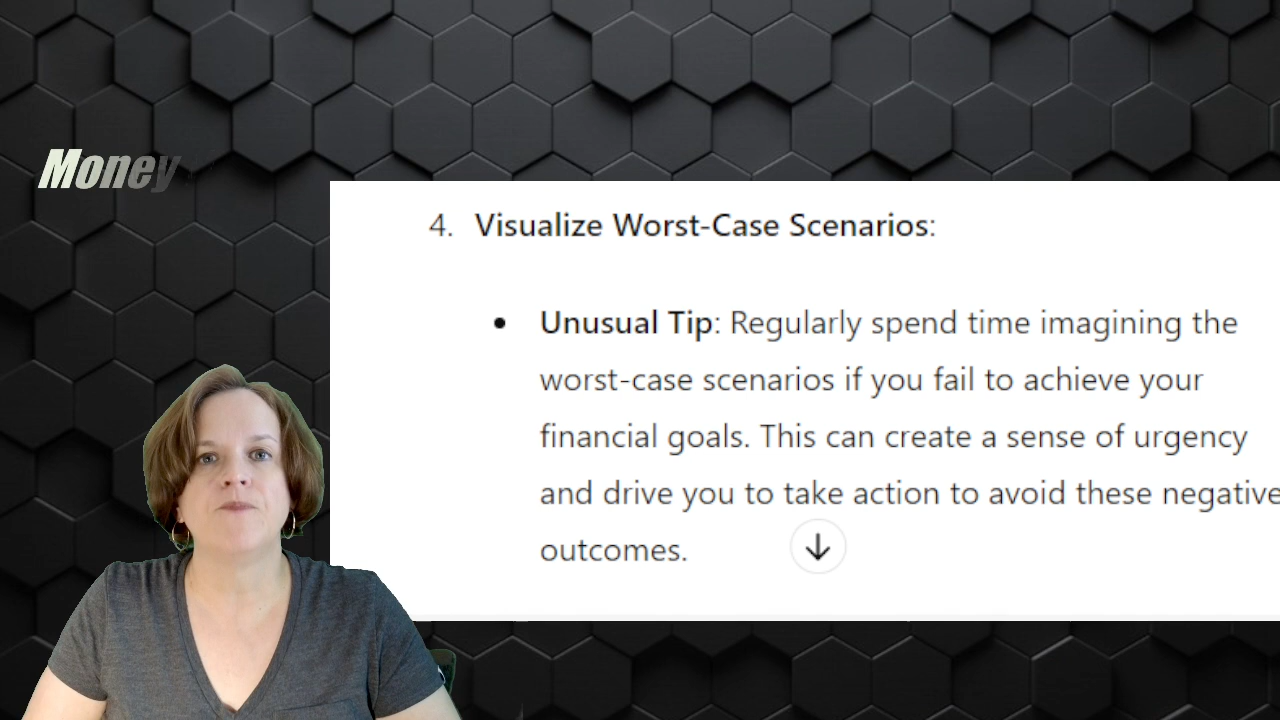 Money
4. Visualize Worst-Case Scenarios:
• Unusual Tip: Regularly spend time imagining the
worst-case scenarios if you fail to achieve your
financial goals. This can create a sense of urgency
and drive you to take action to avoid these negative
outcomes.